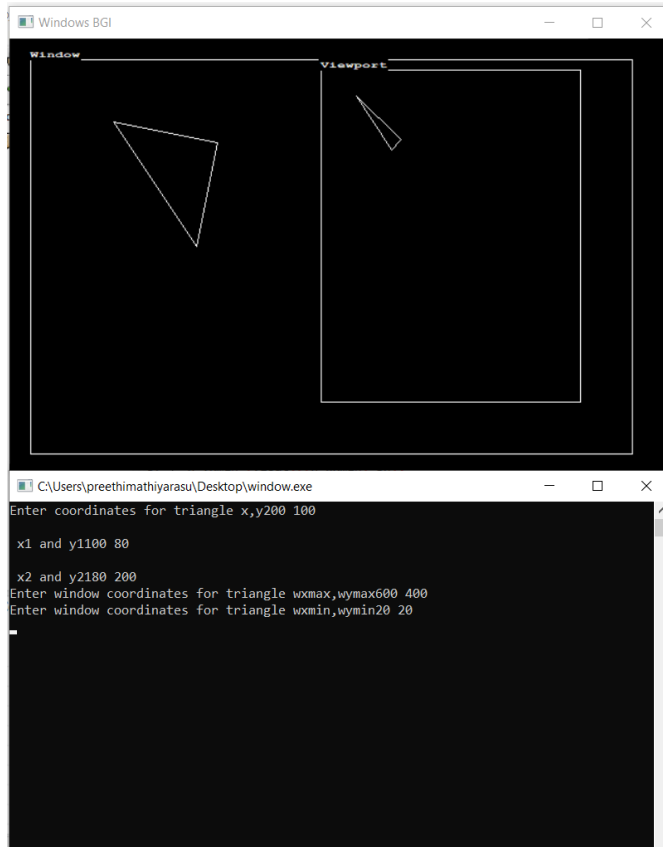 Windows BGI
Window
Viewport
C:\Users\preethimathiyarasu\Desktop\window.exe
Enter coordinates for triangle x,y200 100
x1 and y1100 80
x2 and y2180 200
Enter window coordinates for triangle wxmax,wymax600 400
Enter window coordinates for triangle wxmin,wymin20 20